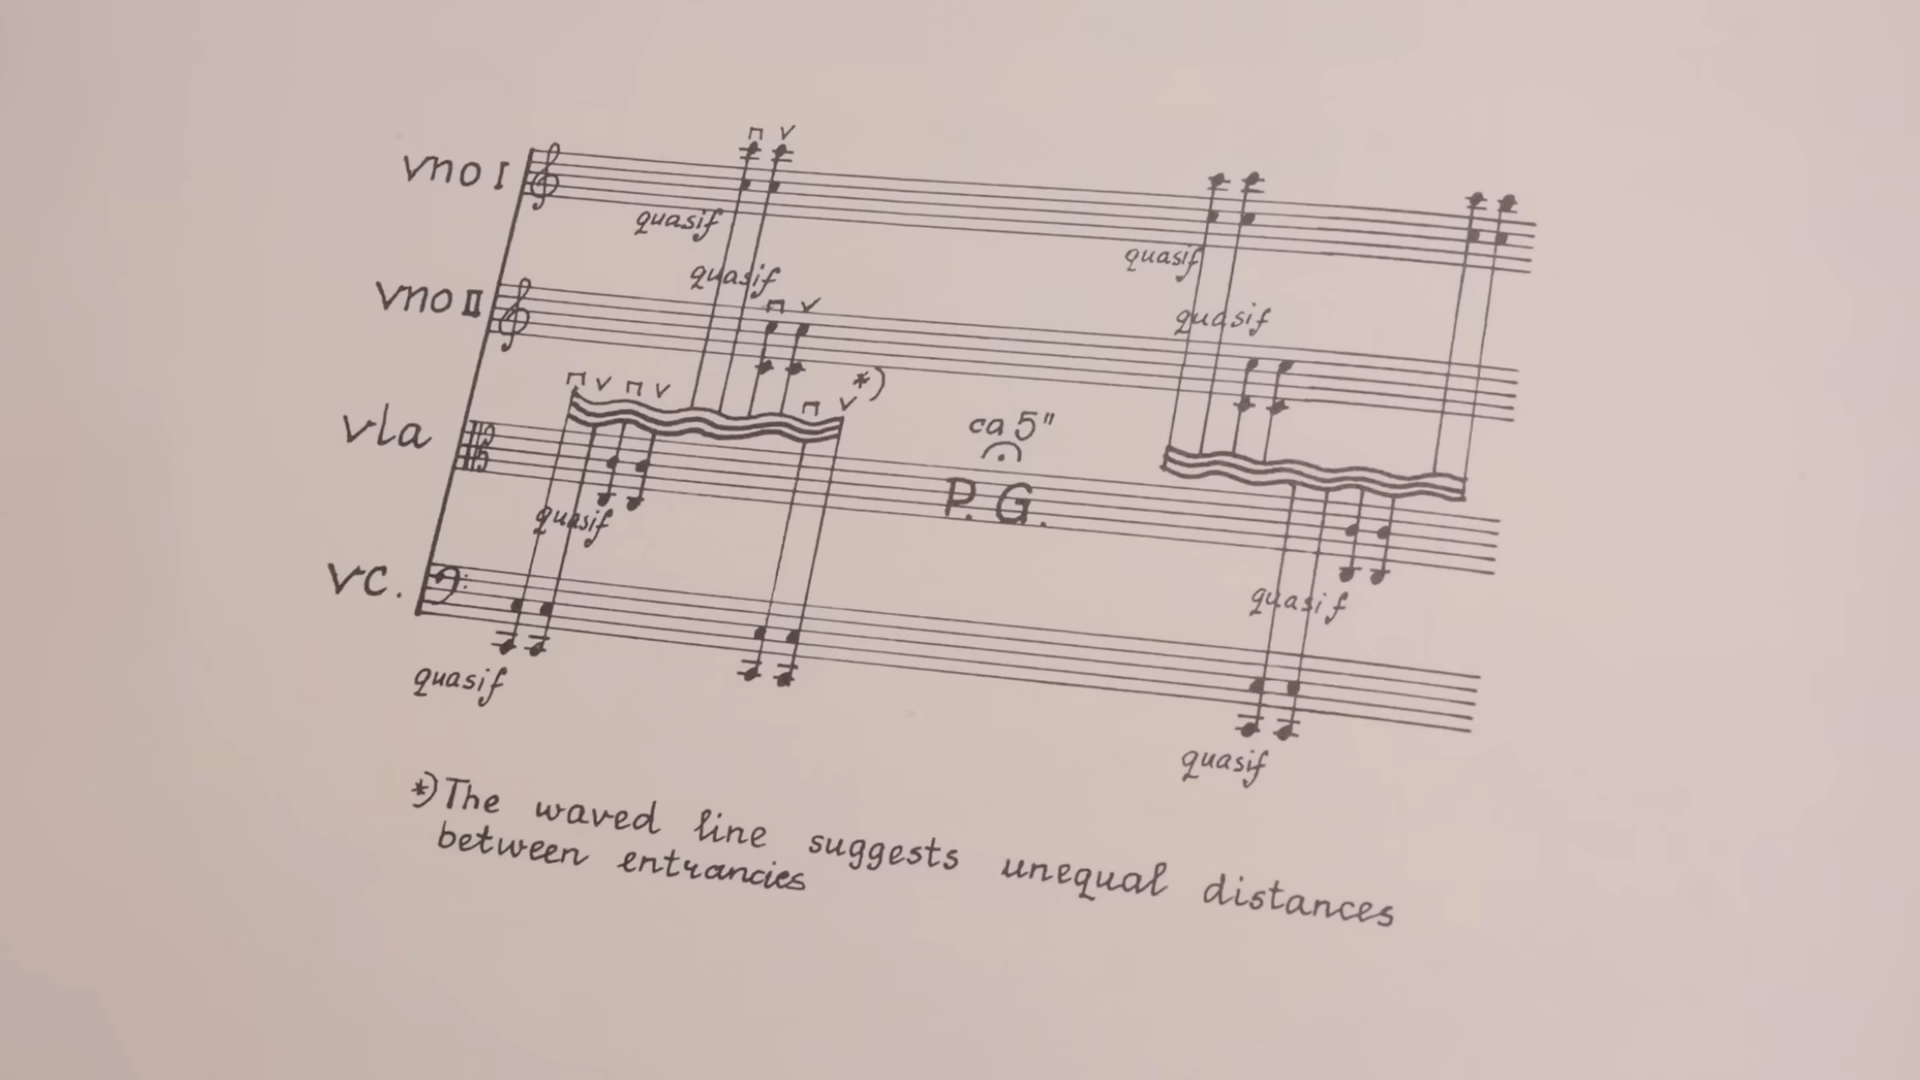 vno I
quasif
quasif
quasif
vno II
quasif
quasif
*)
vla
ca 5"
P. G.
quasif
quasif
vc.
quasif
quasif
*) The waved line suggests unequal distances
between entrancies